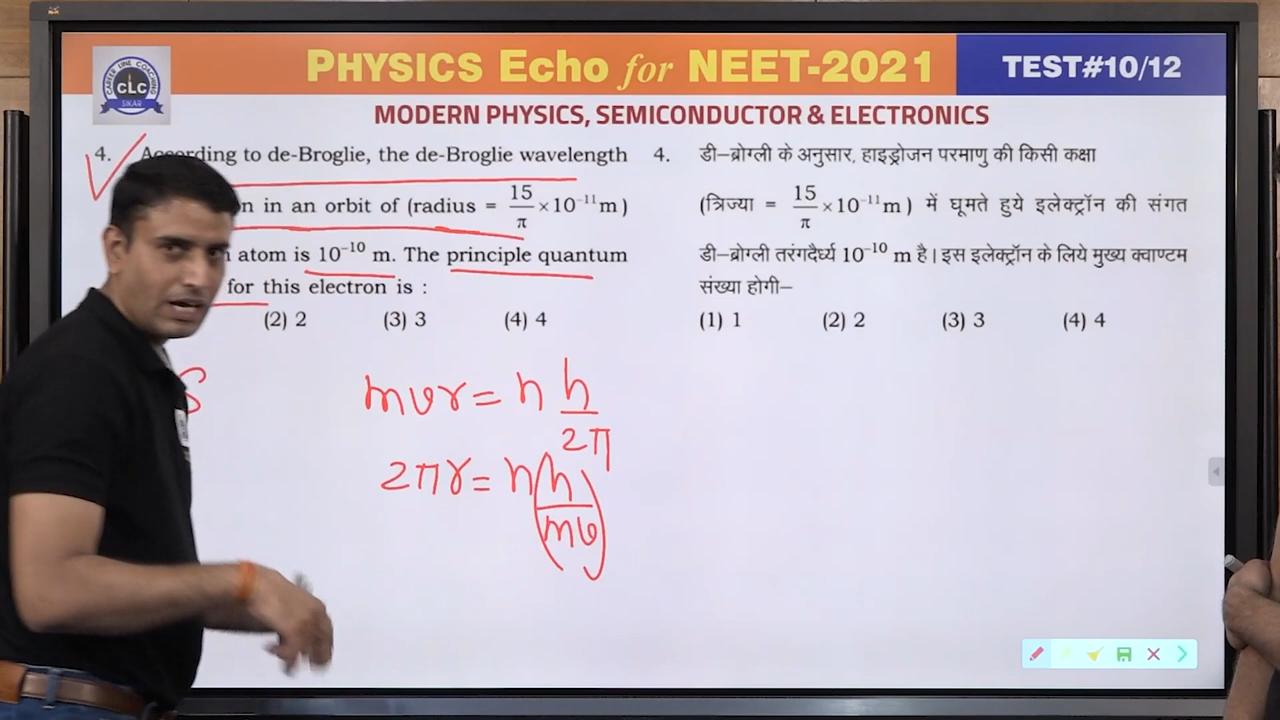 PHYSICS Echo for NEET-2021
TEST#10/12
CLC
SIKAR
MODERN PHYSICS, SEMICONDUCTOR & ELECTRONICS
4. According to de-Broglie, the de-Broglie wavelength
in an orbit of (radius = 15/π ×10⁻¹¹m)
atom is 10⁻¹⁰ m. The principle quantum
for this electron is :
(2) 2 (3) 3 (4) 4
4. डी–ब्रोग्ली के अनुसार, हाइड्रोजन परमाणु की किसी कक्षा
(त्रिज्या = 15/π ×10⁻¹¹m) में घूमते हुये इलेक्ट्रॉन की संगत
डी–ब्रोग्ली तरंगदैर्ध्य 10⁻¹⁰ m है। इस इलेक्ट्रॉन के लिये मुख्य क्वाण्टम
संख्या होगी–
(1) 1 (2) 2 (3) 3 (4) 4
mvr = n h/2π
2πr = n(h/mv)